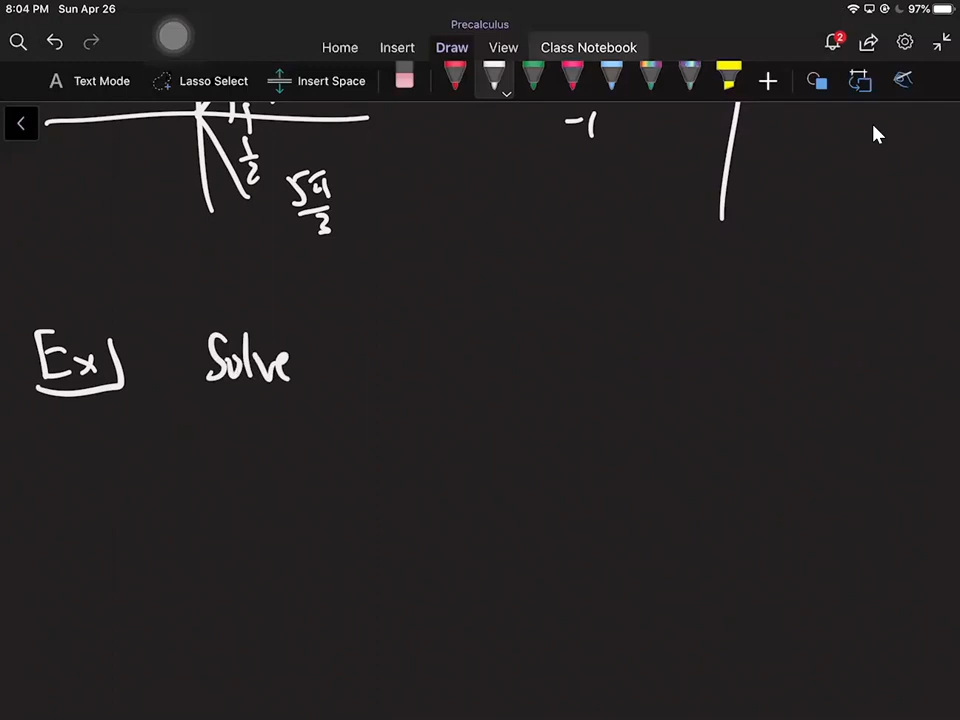 8:04 PM Sun Apr 26 97%
Precalculus
Home Insert Draw View Class Notebook 2
A Text Mode Lasso Select Insert Space
-1
1/2
5π/3
Ex Solve